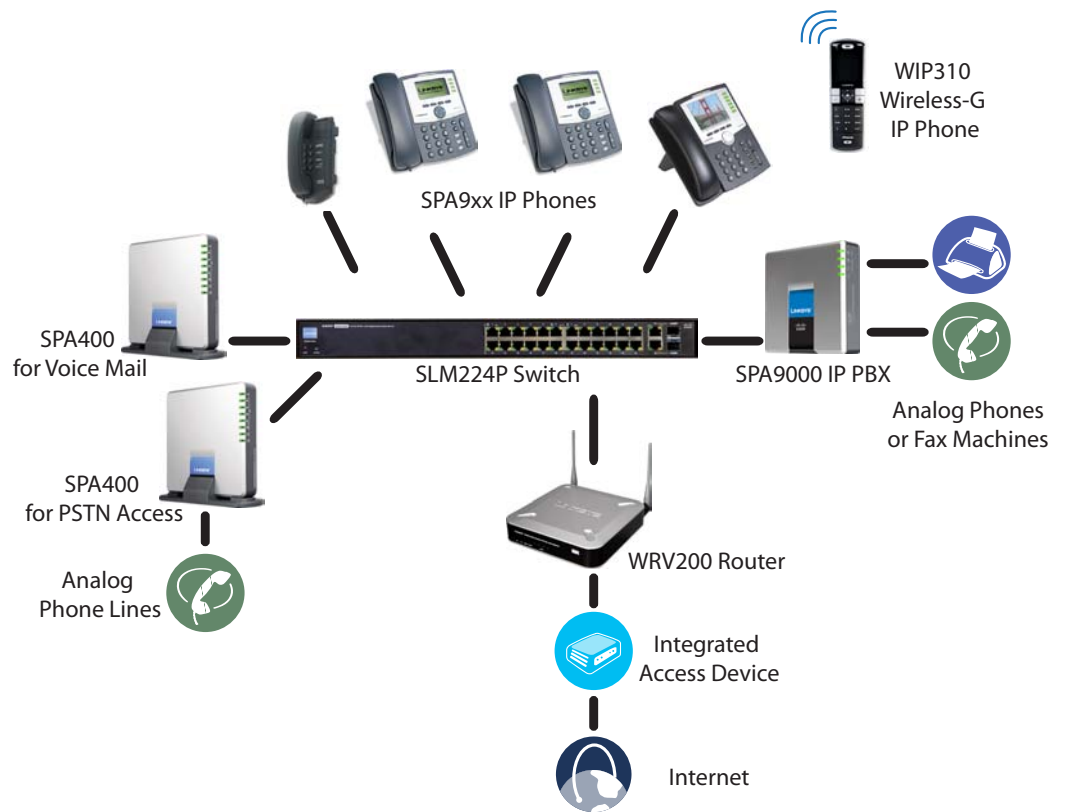 WIP310
Wireless-G
IP Phone
SPA9xx IP Phones
SPA400
for Voice Mail
LINKSYS
SLM224P Switch
SPA9000 IP PBX
Analog Phones
or Fax Machines
SPA400
for PSTN Access
WRV200 Router
Analog
Phone Lines
Integrated
Access Device
Internet